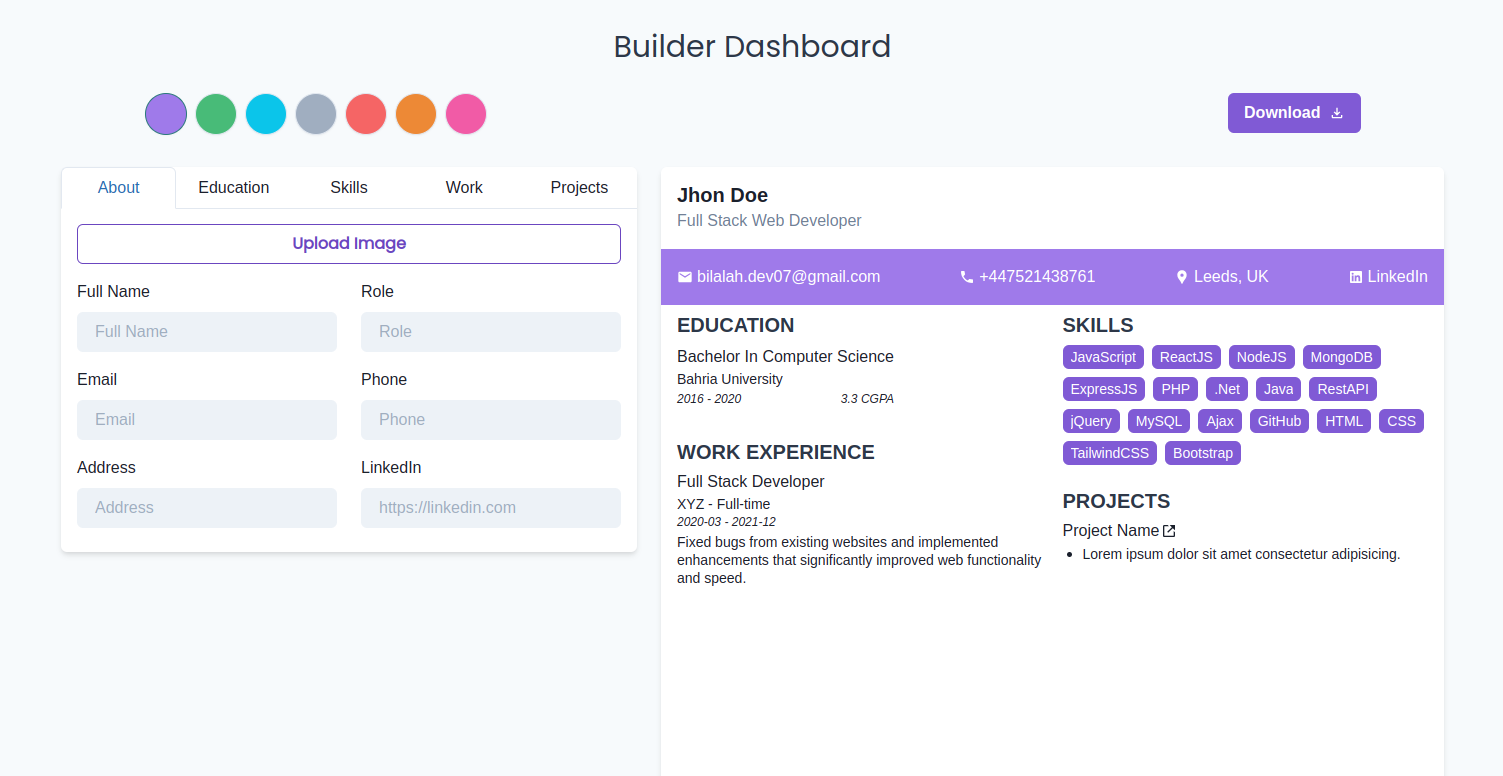 Builder Dashboard
Download
About Education Skills Work Projects
Upload Image
Full Name Role
Full Name Role
Email Phone
Email Phone
Address LinkedIn
Address https://linkedin.com
Jhon Doe
Full Stack Web Developer
bilalah.dev07@gmail.com +447521438761 Leeds, UK LinkedIn
EDUCATION
Bachelor In Computer Science
Bahria University
2016 - 2020 3.3 CGPA
WORK EXPERIENCE
Full Stack Developer
XYZ - Full-time
2020-03 - 2021-12
Fixed bugs from existing websites and implemented
enhancements that significantly improved web functionality
and speed.
SKILLS
JavaScript ReactJS NodeJS MongoDB
ExpressJS PHP .Net Java RestAPI
jQuery MySQL Ajax GitHub HTML CSS
TailwindCSS Bootstrap
PROJECTS
Project Name
• Lorem ipsum dolor sit amet consectetur adipisicing.